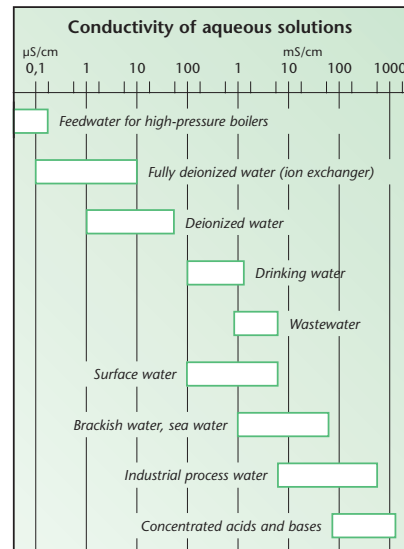 Conductivity of aqueous solutions
µS/cm mS/cm
0,1 1 10 100 1 10 100 1000
Feedwater for high-pressure boilers
Fully deionized water (ion exchanger)
Deionized water
Drinking water
Wastewater
Surface water
Brackish water, sea water
Industrial process water
Concentrated acids and bases